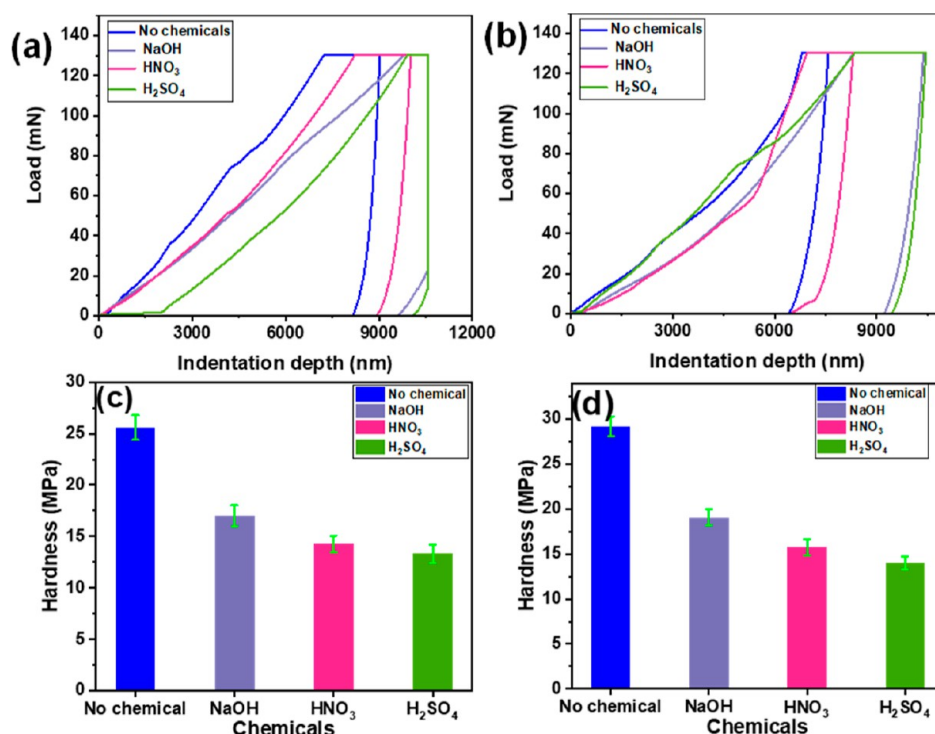 (a)
No chemicals
NaOH
HNO₃
H₂SO₄
Load (mN)
140
120
100
80
60
40
20
0
0
3000
6000
9000
12000
Indentation depth (nm)
(b)
No chemicals
NaOH
HNO₃
H₂SO₄
Load (mN)
140
120
100
80
60
40
20
0
0
3000
6000
9000
Indentation depth (nm)
(c)
No chemical
NaOH
HNO₃
H₂SO₄
Hardness (MPa)
30
25
20
15
10
5
0
No chemical
NaOH
HNO₃
H₂SO₄
Chemicals
(d)
No chemical
NaOH
HNO₃
H₂SO₄
Hardness (MPa)
30
25
20
15
10
5
0
No chemical
NaOH
HNO₃
H₂SO₄
Chemicals